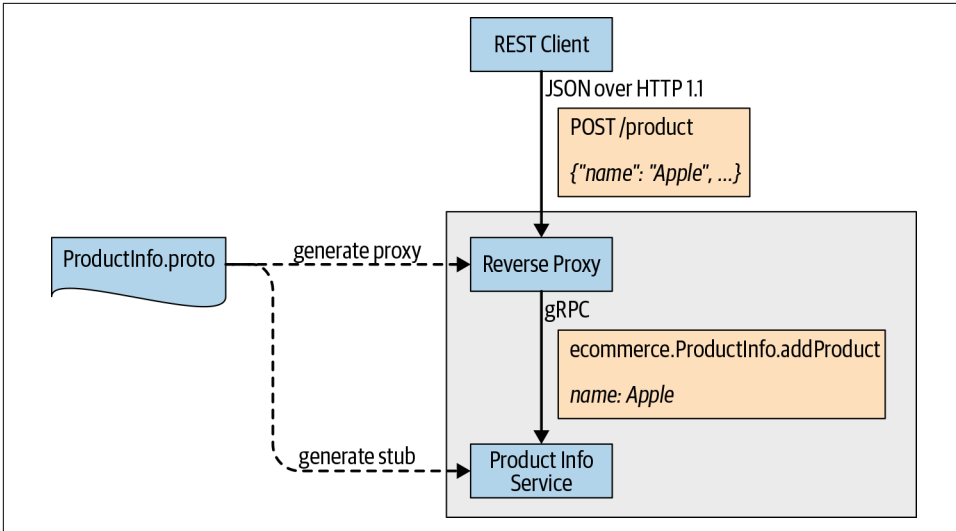 REST Client
JSON over HTTP 1.1
POST /product
{"name": "Apple", ...}
ProductInfo.proto
generate proxy
Reverse Proxy
gRPC
ecommerce.ProductInfo.addProduct
name: Apple
generate stub
Product Info
Service